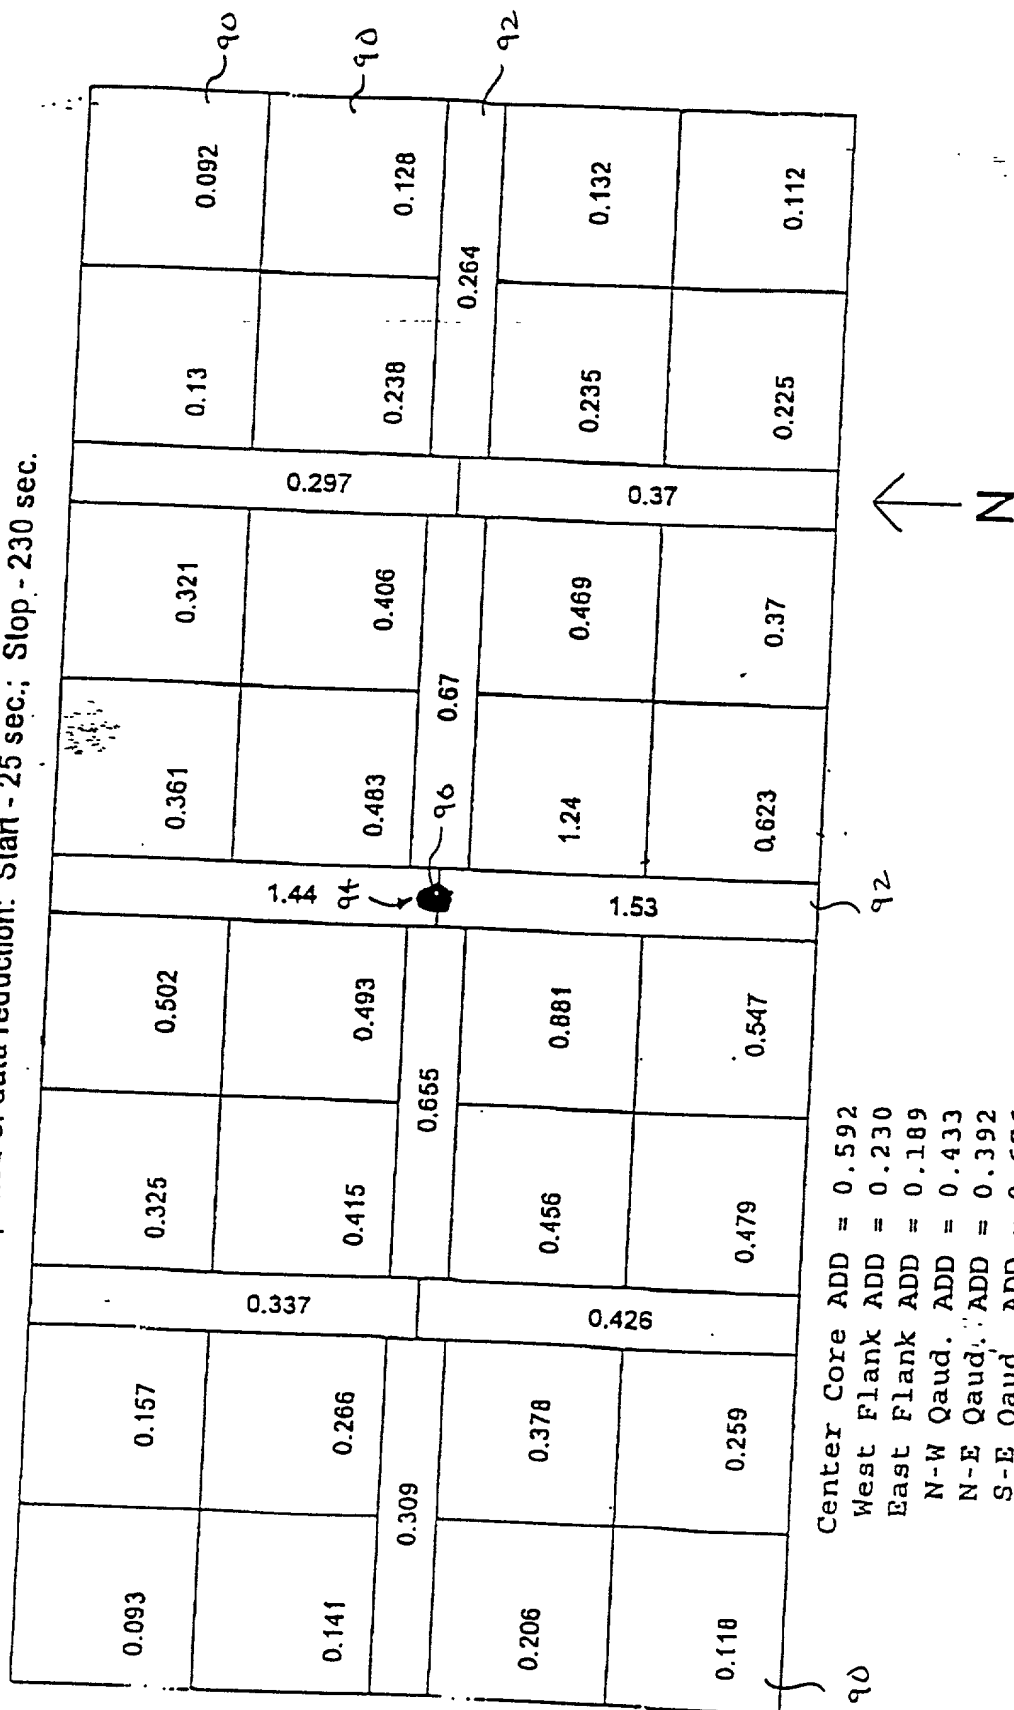 of data reduction: Start - 25 sec.; Stop - 230 sec.
0.093 0.157 0.325 0.502 0.361 0.321 0.13 0.092 90
0.337 1.44 0.297
0.141 0.266 0.415 0.493 94 0.483 0.406 0.238 0.128 90
0.309 0.655 96 0.67 0.264 92
0.206 0.378 0.456 0.881 1.24 0.469 0.235 0.132
0.426 1.53 0.37
0.118 0.259 0.479 0.547 0.623 0.37 0.225 0.112
90 92
N
Center Core ADD = 0.592
West Flank ADD = 0.230
East Flank ADD = 0.189
N-W Qaud. ADD = 0.433
N-E Qaud. ADD = 0.392
S-E Qaud. ADD =